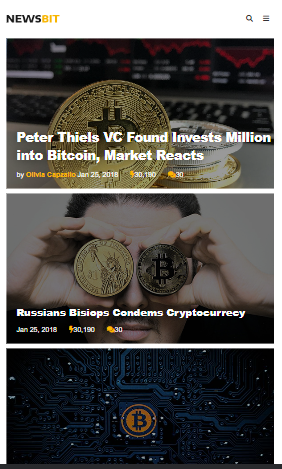 NEWSBIT
Peter Thiels VC Found Invests Million
into Bitcoin, Market Reacts
by Olivia Capzallo Jan 25, 2018 30,190 30
Russians Bisiops Condems Cryptocurrecy
Jan 25, 2018 30,190 30